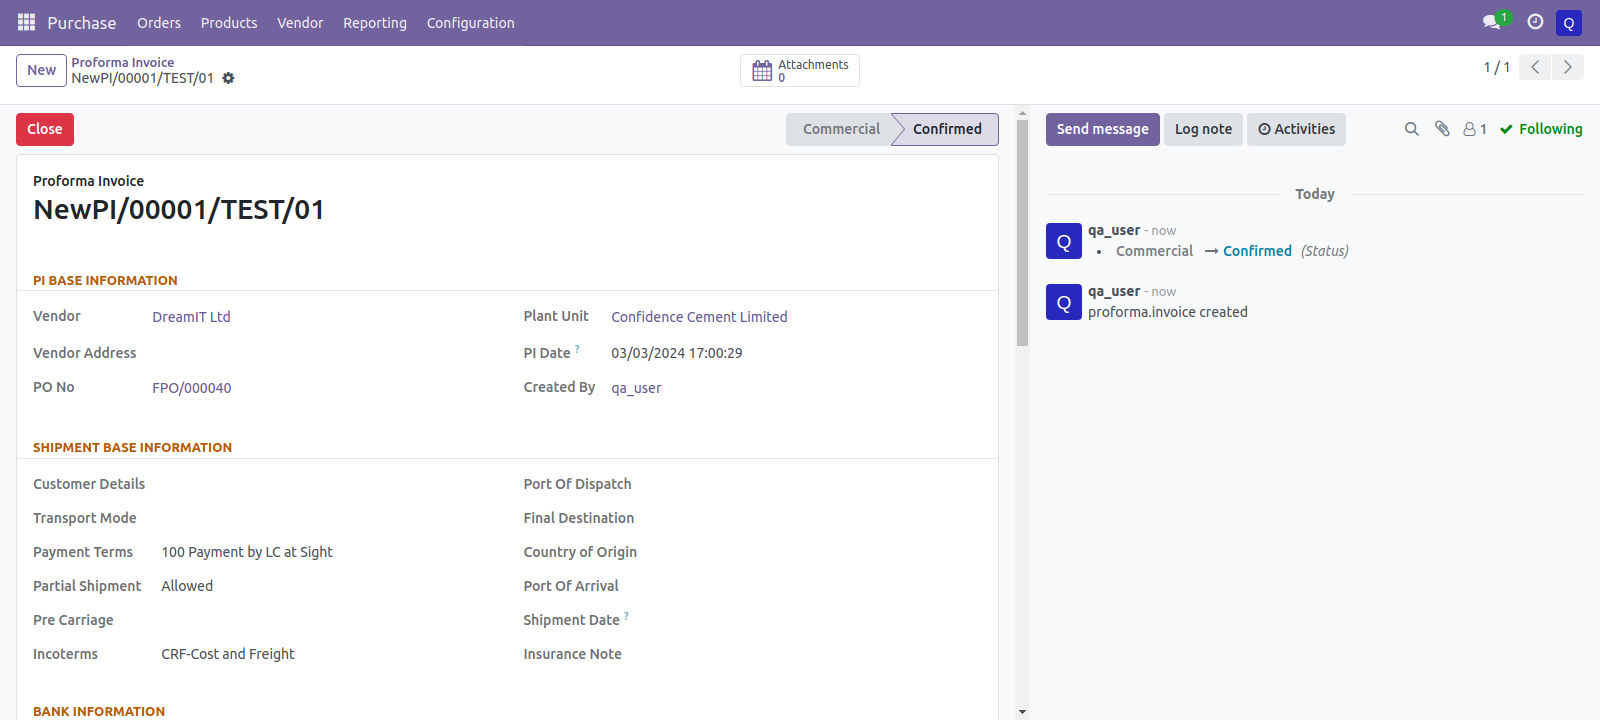 Purchase Orders Products Vendor Reporting Configuration 1 Q
New Proforma Invoice
NewPI/00001/TEST/01
Attachments
0
1 / 1
Close Commercial Confirmed
Send message Log note Activities 1 Following
Proforma Invoice
NewPI/00001/TEST/01
PI BASE INFORMATION
Vendor DreamIT Ltd Plant Unit Confidence Cement Limited
Vendor Address PI Date ? 03/03/2024 17:00:29
PO No FPO/000040 Created By qa_user
SHIPMENT BASE INFORMATION
Customer Details Port Of Dispatch
Transport Mode Final Destination
Payment Terms 100 Payment by LC at Sight Country of Origin
Partial Shipment Allowed Port Of Arrival
Pre Carriage Shipment Date ?
Incoterms CRF-Cost and Freight Insurance Note
BANK INFORMATION
Today
Q qa_user - now
• Commercial → Confirmed (Status)
Q qa_user - now
proforma.invoice created